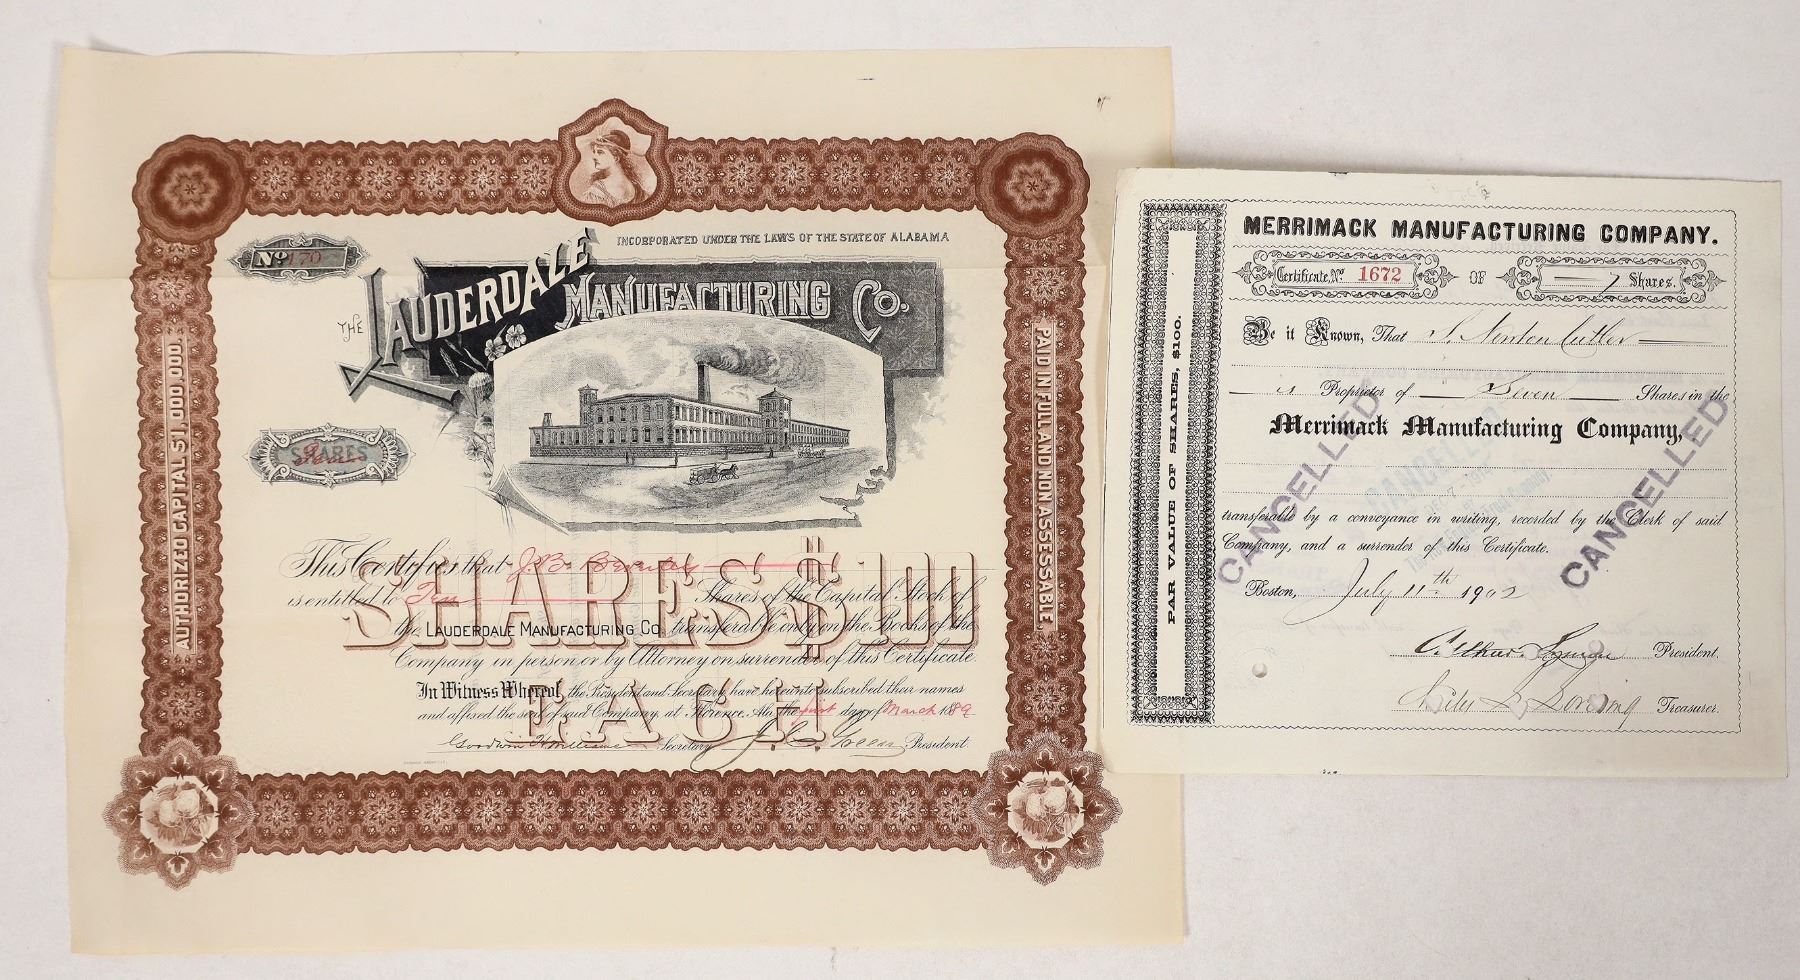 INCORPORATED UNDER THE LAWS OF THE STATE OF ALABAMA
No 170
THE LAUDERDALE MANUFACTURING CO.
SHARES
AUTHORIZED CAPITAL $1,000,000.
PAID IN FULL AND NON ASSESSABLE.
SHARES $100 EACH
This Certifies that J. B.
is entitled to Ten Shares of the Capital Stock of
the LAUDERDALE MANUFACTURING CO. transferable only on the Books of the
Company in person or by Attorney on surrender of this Certificate.
In Witness Whereof, the President and Secretary have hereunto subscribed their names
and affixed the seal of said Company at Florence, Ala. the first day of March 1889
Secretary President.
PAR VALUE OF SHARES, $100.
MERRIMACK MANUFACTURING COMPANY.
Certificate, No. 1672 OF 7 Shares.
Be it Known, That S. Newton Cutler
is Proprietor of Seven Shares in the
Merrimack Manufacturing Company,
CANCELLED
CANCELLED
CANCELLED
transferable by a conveyance in writing, recorded by the Clerk of said
Company, and a surrender of this Certificate.
Boston, July 11th 1902
Arthur Lyman President.
Treasurer.